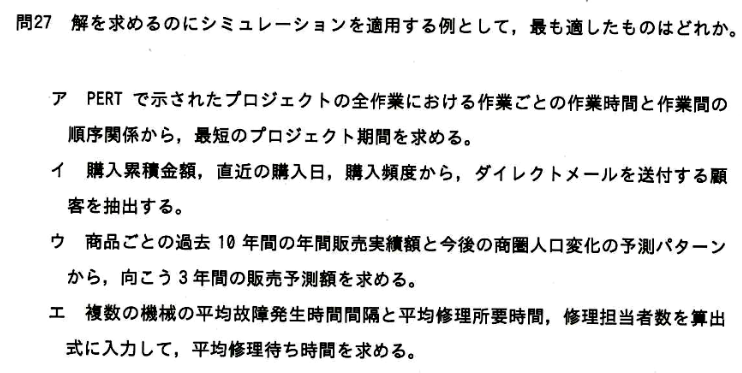 問27　解を求めるのにシミュレーションを適用する例として，最も適したものはどれか。
ア　PERT で示されたプロジェクトの全作業における作業ごとの作業時間と作業間の
順序関係から，最短のプロジェクト期間を求める。
イ　購入累積金額，直近の購入日，購入頻度から，ダイレクトメールを送付する顧
客を抽出する。
ウ　商品ごとの過去 10 年間の年間販売実績額と今後の商圏人口変化の予測パターン
から，向こう 3 年間の販売予測額を求める。
エ　複数の機械の平均故障発生時間間隔と平均修理所要時間，修理担当者数を算出
式に入力して，平均修理待ち時間を求める。